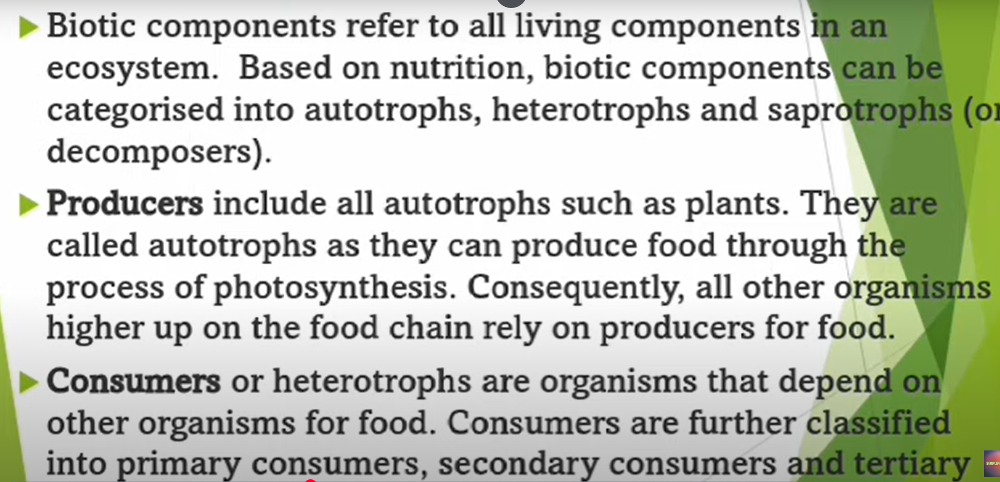 Biotic components refer to all living components in an
ecosystem. Based on nutrition, biotic components can be
categorised into autotrophs, heterotrophs and saprotrophs (or
decomposers).
Producers include all autotrophs such as plants. They are
called autotrophs as they can produce food through the
process of photosynthesis. Consequently, all other organisms
higher up on the food chain rely on producers for food.
Consumers or heterotrophs are organisms that depend on
other organisms for food. Consumers are further classified
into primary consumers, secondary consumers and tertiary